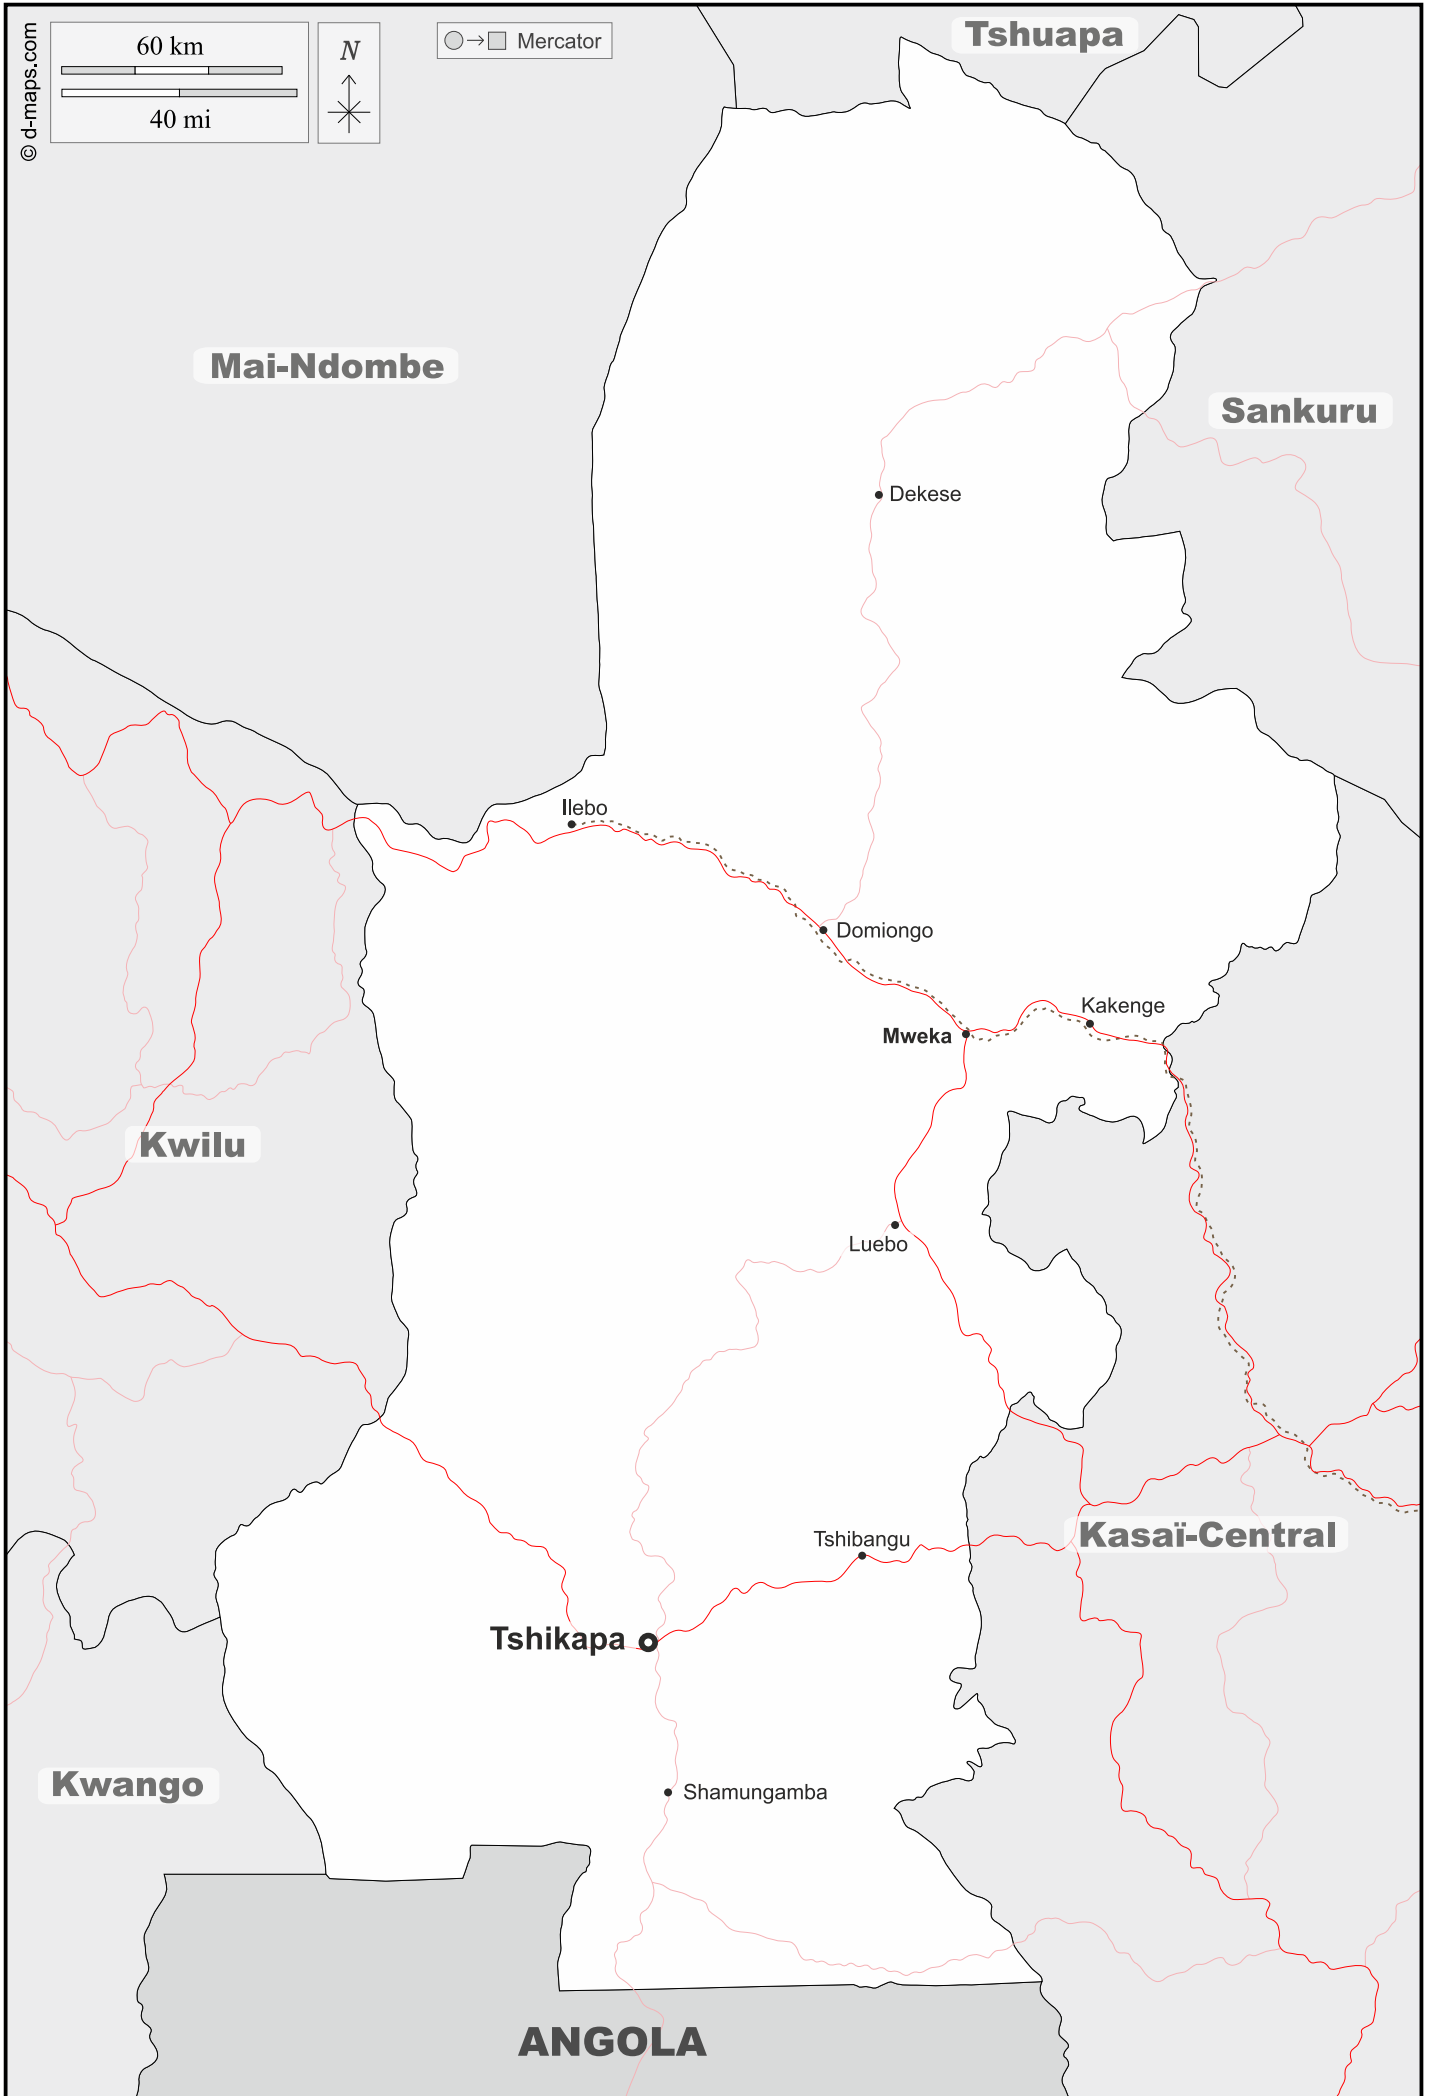 © d-maps.com
60 km
40 mi
N
Mercator
Tshuapa
Mai-Ndombe
Sankuru
Dekese
Ilebo
Domiongo
Kakenge
Mweka
Kwilu
Luebo
Tshibangu
Kasaï-Central
Tshikapa
Kwango
Shamungamba
ANGOLA